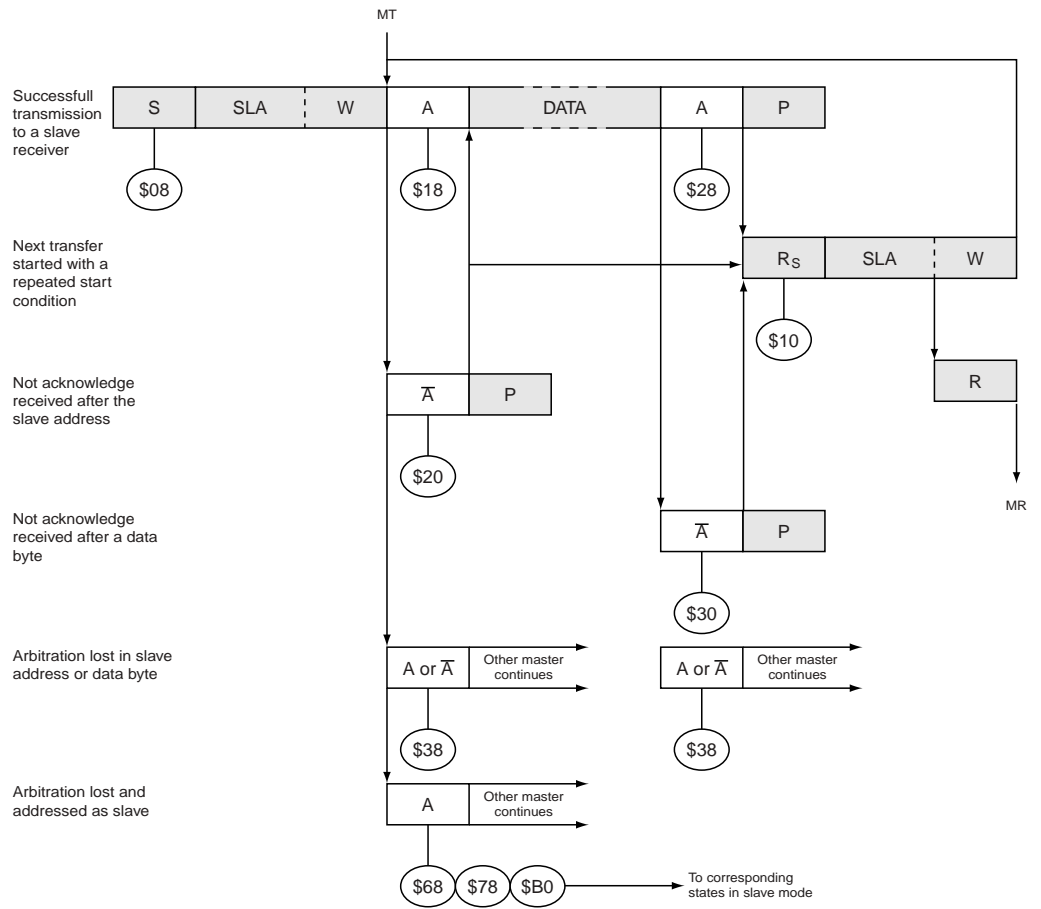 MT
Successfull
transmission
to a slave
receiver
S SLA W A DATA A P
$08 $18 $28
Next transfer
started with a
repeated start
condition
RS SLA W
$10
Not acknowledge
received after the
slave address
A̅ P
R
$20
MR
Not acknowledge
received after a data
byte
A̅ P
$30
Arbitration lost in slave
address or data byte
A or A̅
Other master
continues
A or A̅
Other master
continues
$38 $38
Arbitration lost and
addressed as slave
A
Other master
continues
$68 $78 $B0
To corresponding
states in slave mode